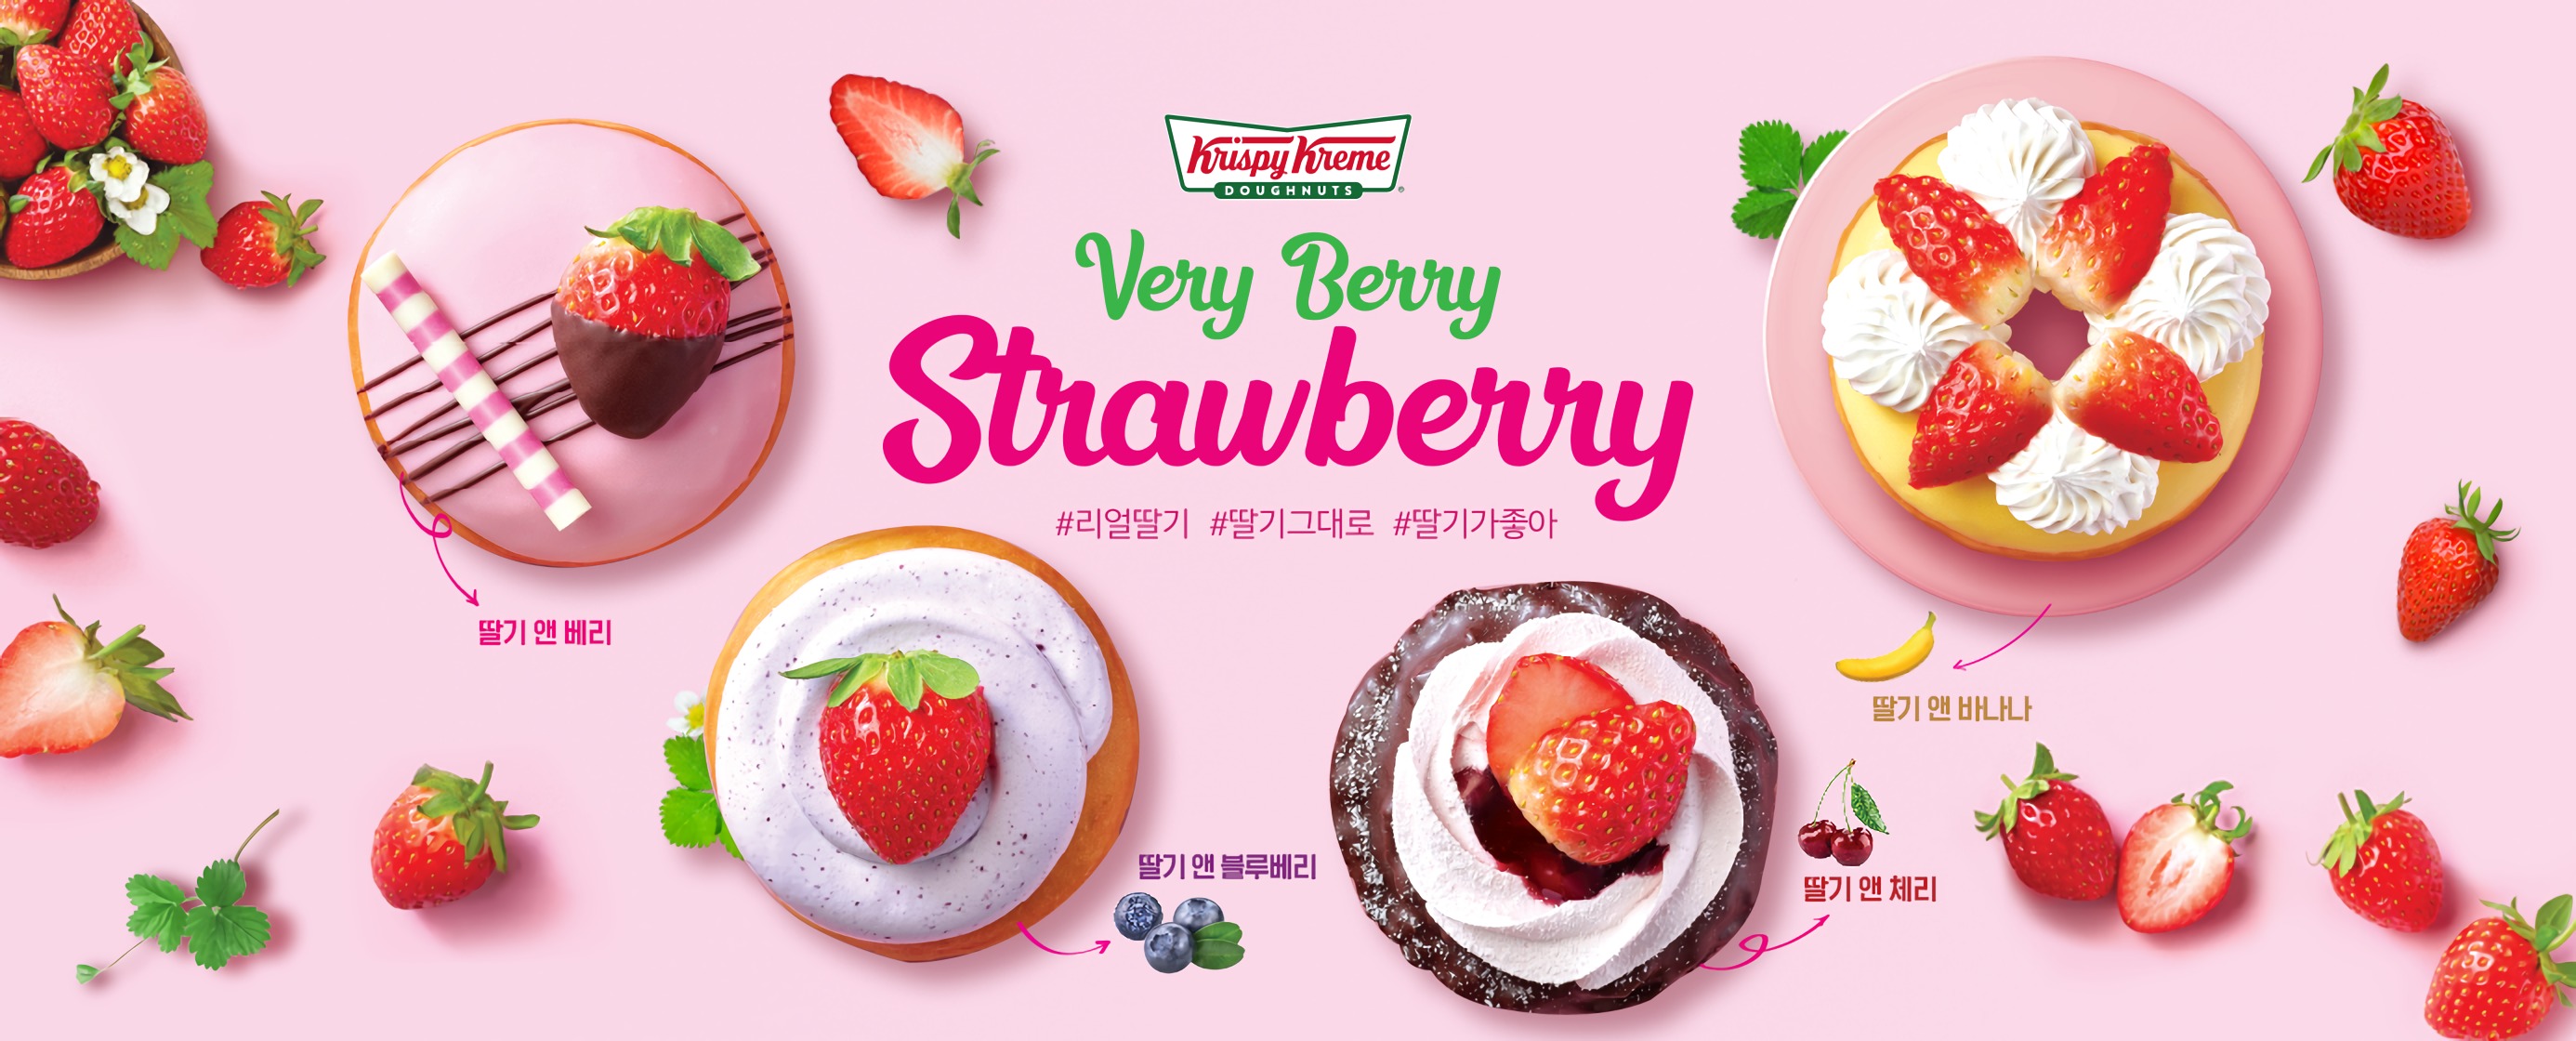 Krispy Kreme
DOUGHNUTS
Very Berry
Strawberry
#리얼딸기 #딸기그대로 #딸기가좋아
딸기 앤 베리
딸기 앤 바나나
딸기 앤 블루베리
딸기 앤 체리